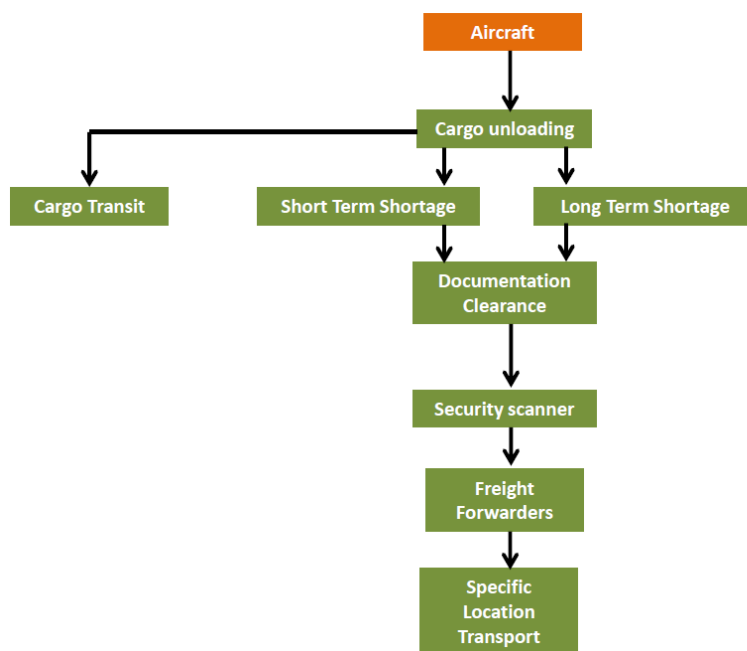 Aircraft
Cargo unloading
Cargo Transit
Short Term Shortage
Long Term Shortage
Documentation
Clearance
Security scanner
Freight
Forwarders
Specific
Location
Transport